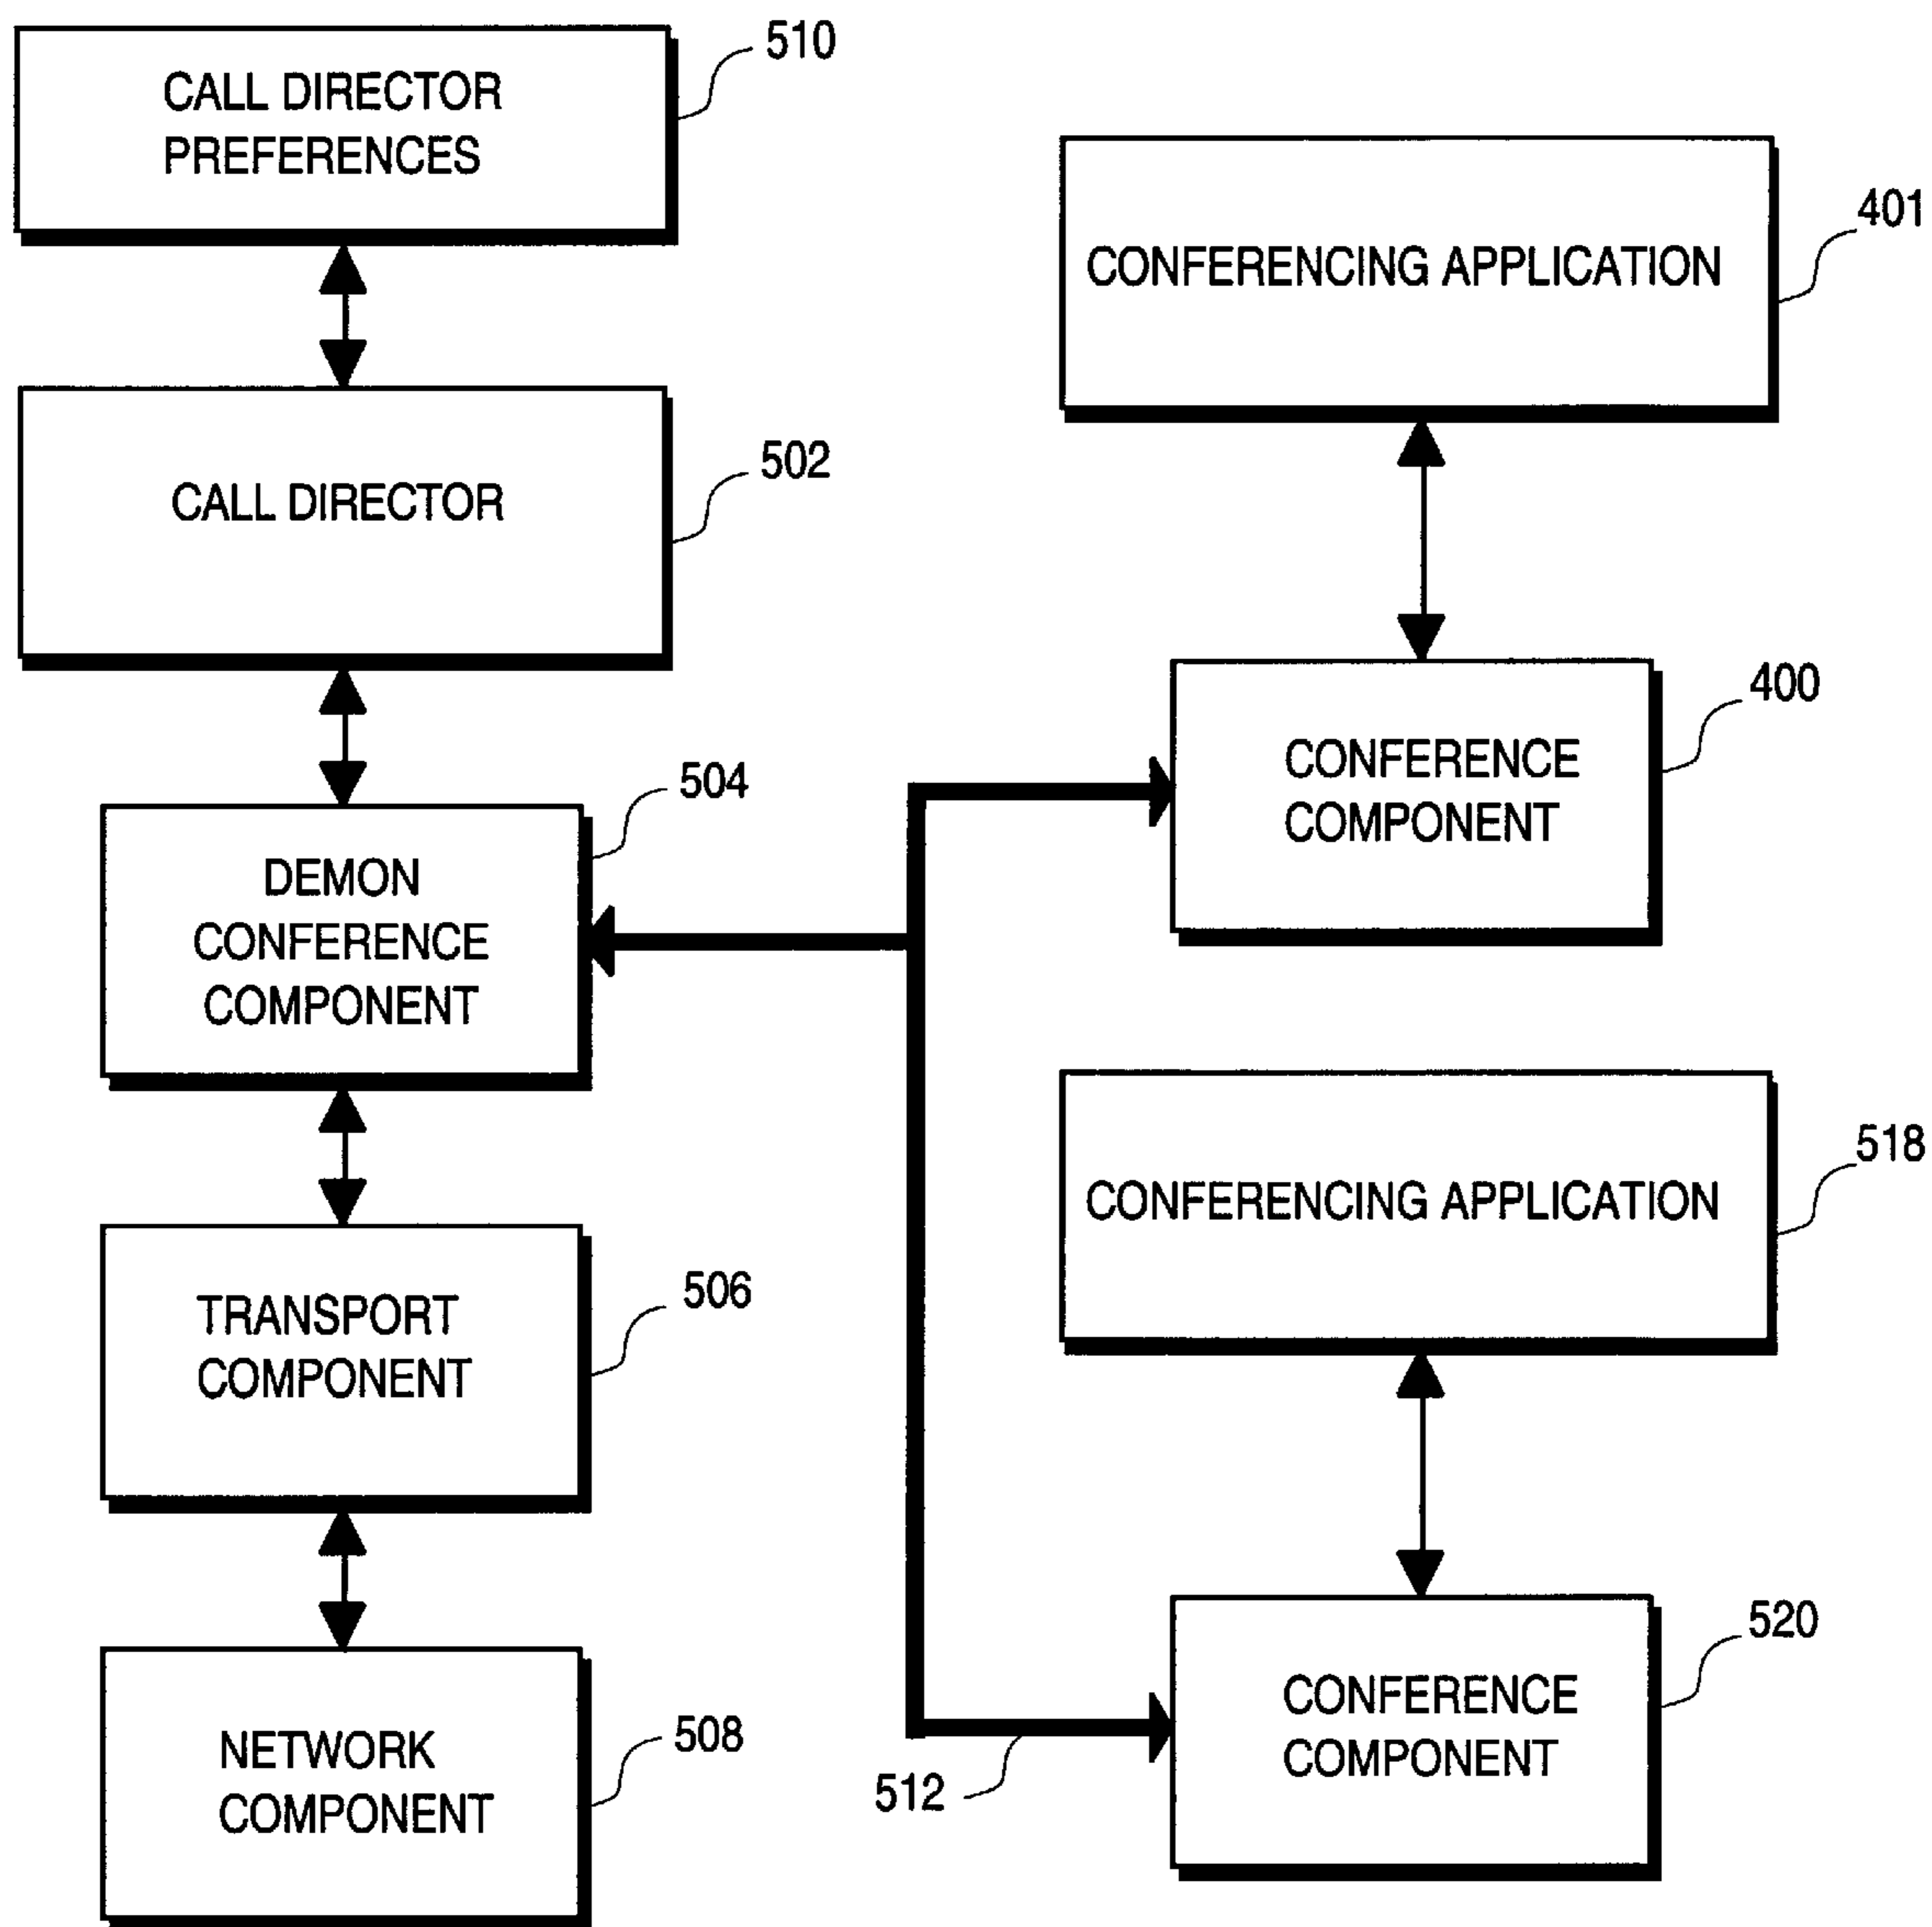 CALL DIRECTOR
PREFERENCES
510
CALL DIRECTOR
502
DEMON
CONFERENCE
COMPONENT
504
TRANSPORT
COMPONENT
506
NETWORK
COMPONENT
508
CONFERENCING APPLICATION
401
CONFERENCE
COMPONENT
400
CONFERENCING APPLICATION
518
CONFERENCE
COMPONENT
520
512